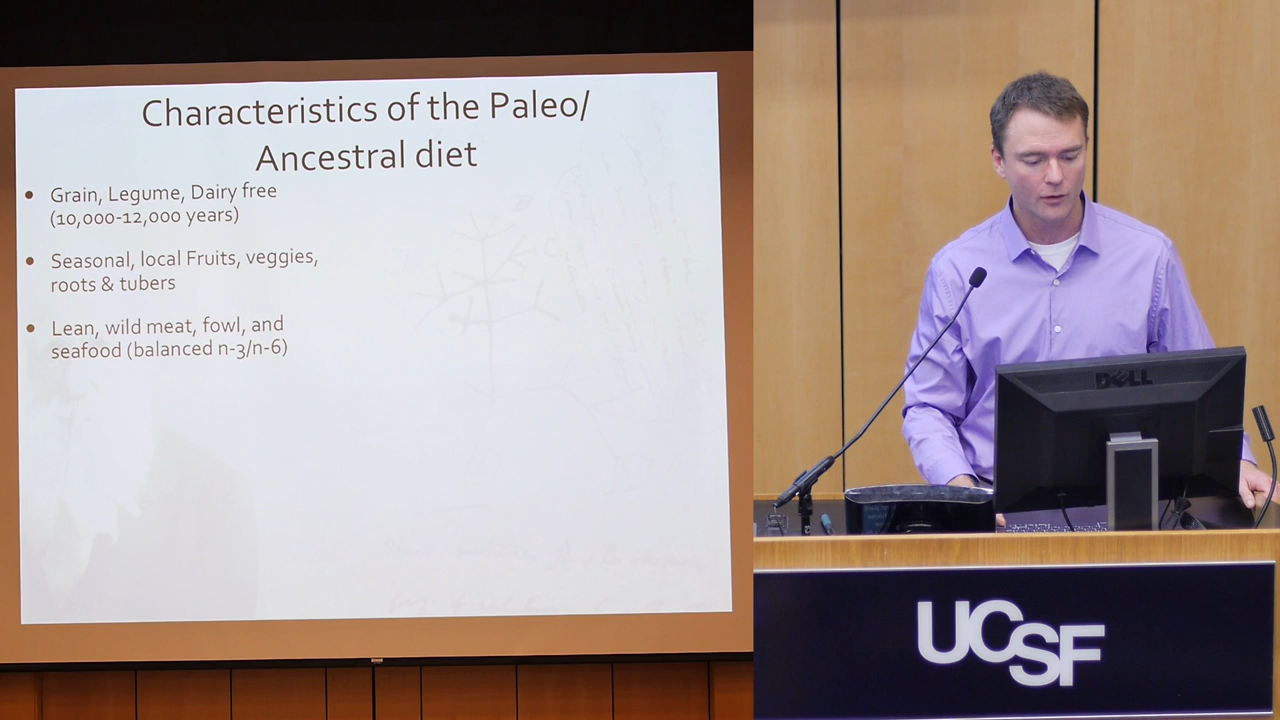 Characteristics of the Paleo/
Ancestral diet
• Grain, Legume, Dairy free
(10,000-12,000 years)
• Seasonal, local Fruits, veggies,
roots & tubers
• Lean, wild meat, fowl, and
seafood (balanced n-3/n-6)
DELL
UCSF